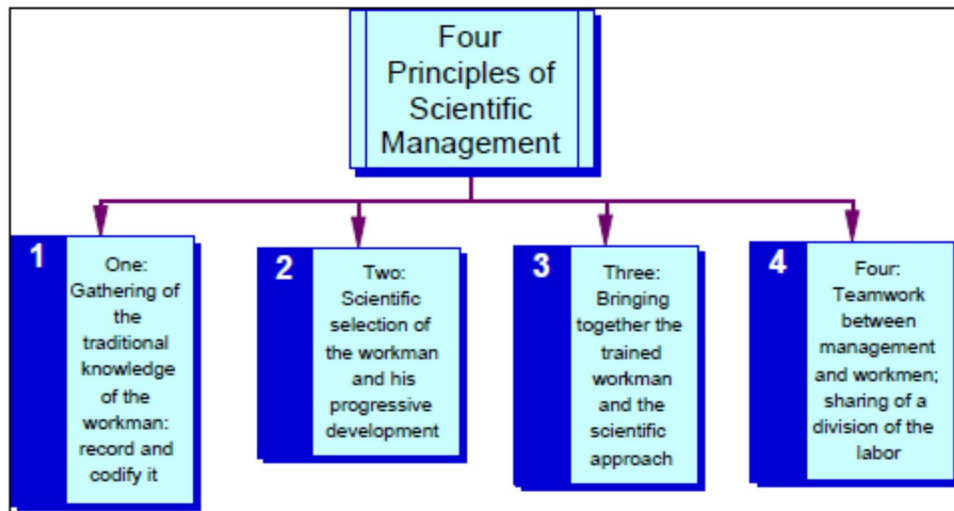 Four
Principles of
Scientific
Management
1
One:
Gathering of
the
traditional
knowledge
of the
workman:
record and
codify it
2
Two:
Scientific
selection of
the workman
and his
progressive
development
3
Three:
Bringing
together the
trained
workman
and the
scientific
approach
4
Four:
Teamwork
between
management
and workmen;
sharing of a
division of the
labor